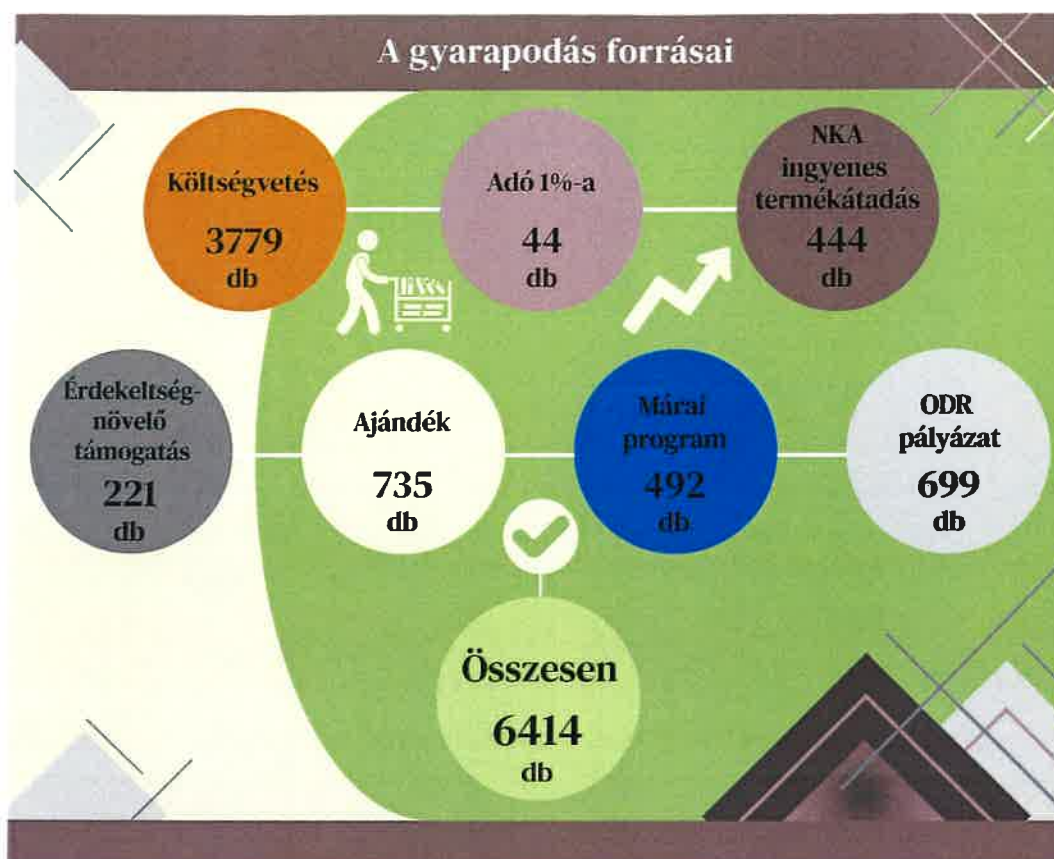 A gyarapodás forrásai
Költségvetés
3779
db
Adó 1%-a
44
db
NKA
ingyenes
termékátadás
444
db
Érdekeltség-
növelő
támogatás
221
db
Ajándék
735
db
Márai
program
492
db
ODR
pályázat
699
db
Összesen
6414
db